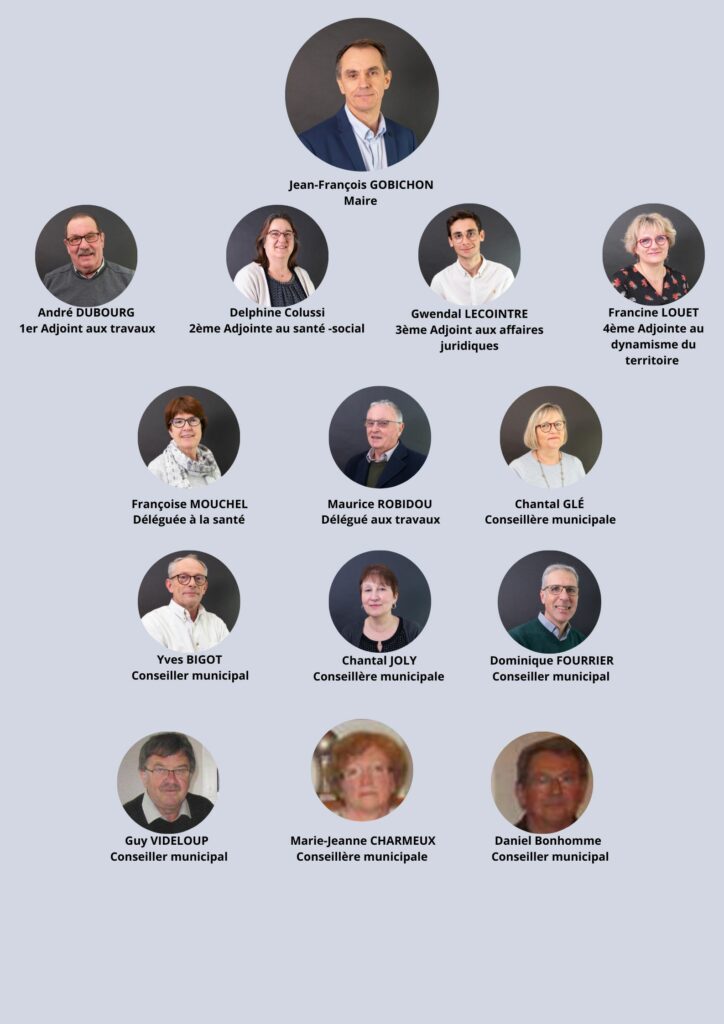 Jean-François GOBICHON
Maire
André DUBOURG
1er Adjoint aux travaux
Delphine Colussi
2ème Adjointe au santé -social
Gwendal LECOINTRE
3ème Adjoint aux affaires
juridiques
Francine LOUET
4ème Adjointe au
dynamisme du
territoire
Françoise MOUCHEL
Déléguée à la santé
Maurice ROBIDOU
Délégué aux travaux
Chantal GLÉ
Conseillère municipale
Yves BIGOT
Conseiller municipal
Chantal JOLY
Conseillère municipale
Dominique FOURRIER
Conseiller municipal
Guy VIDELOUP
Conseiller municipal
Marie-Jeanne CHARMEUX
Conseillère municipale
Daniel Bonhomme
Conseiller municipal